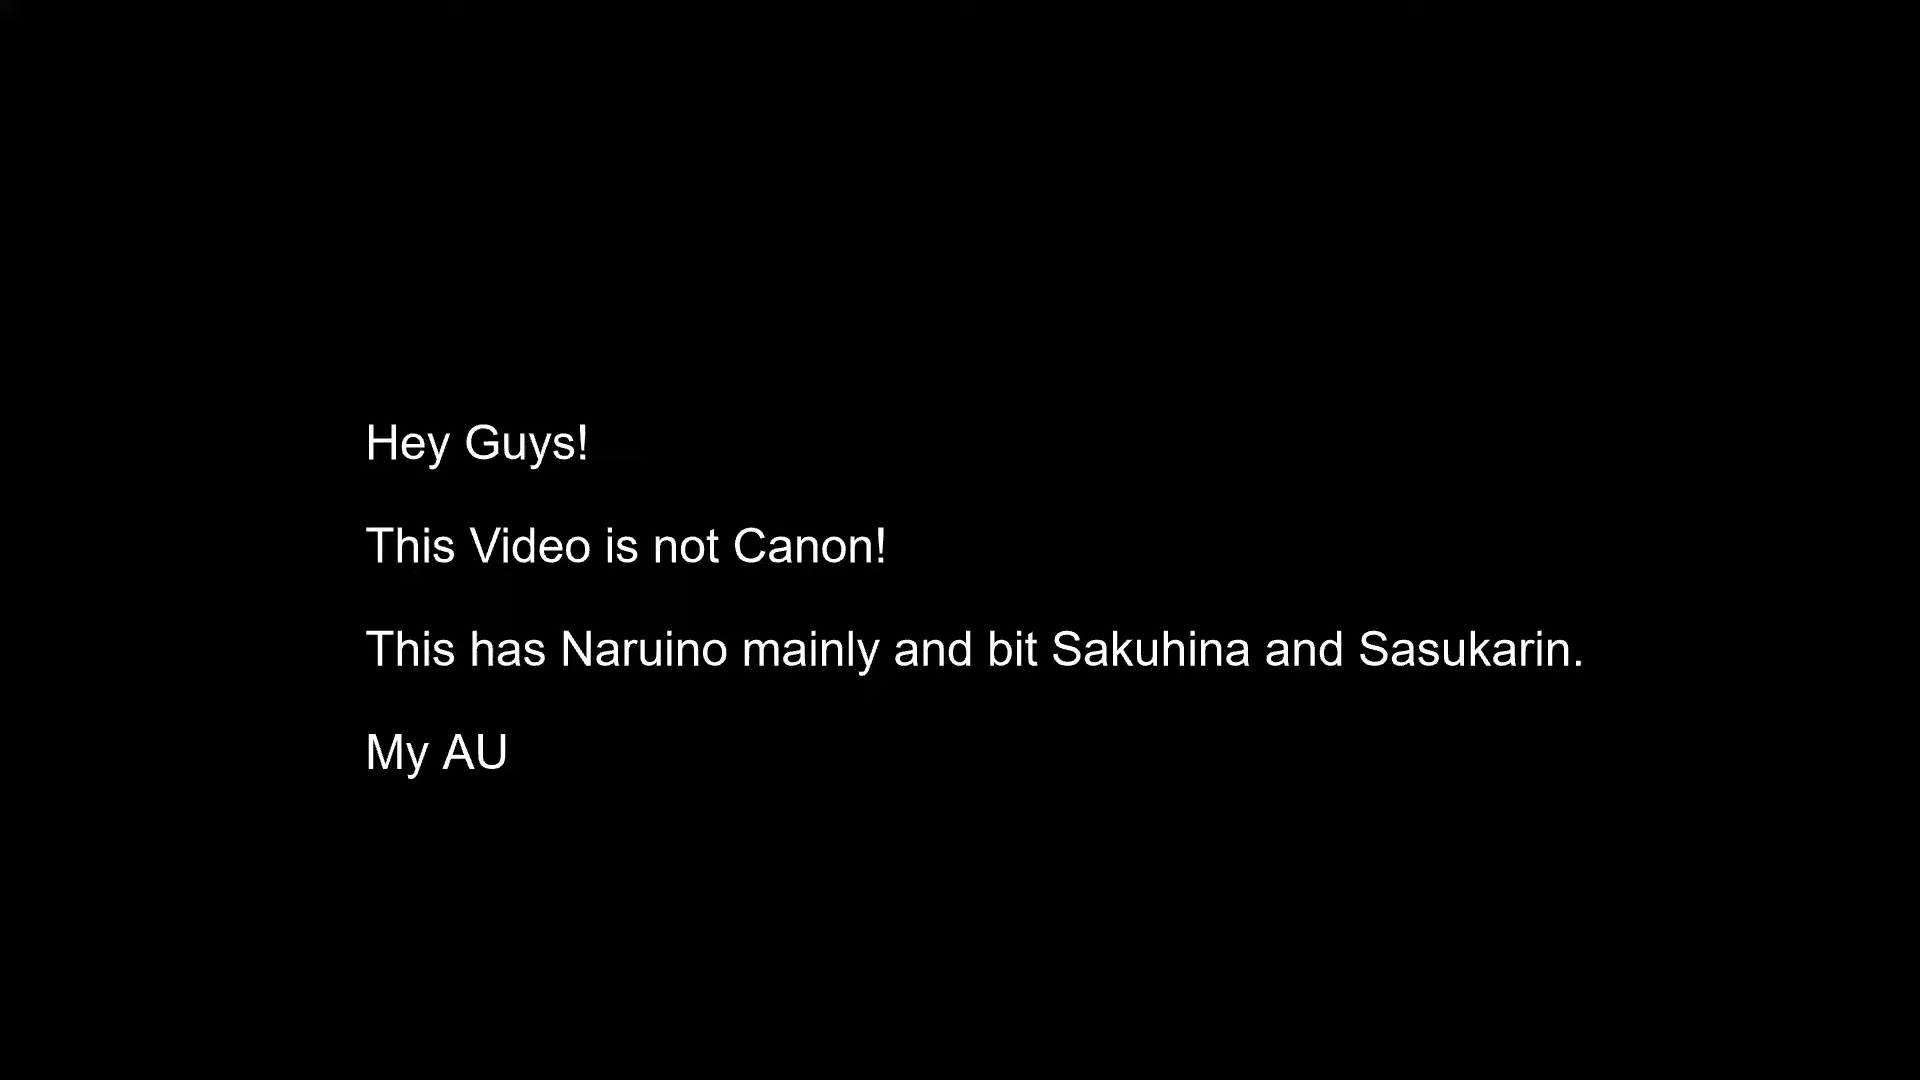 Hey Guys!
This Video is not Canon!
This has Naruino mainly and bit Sakuhina and Sasukarin.
My AU